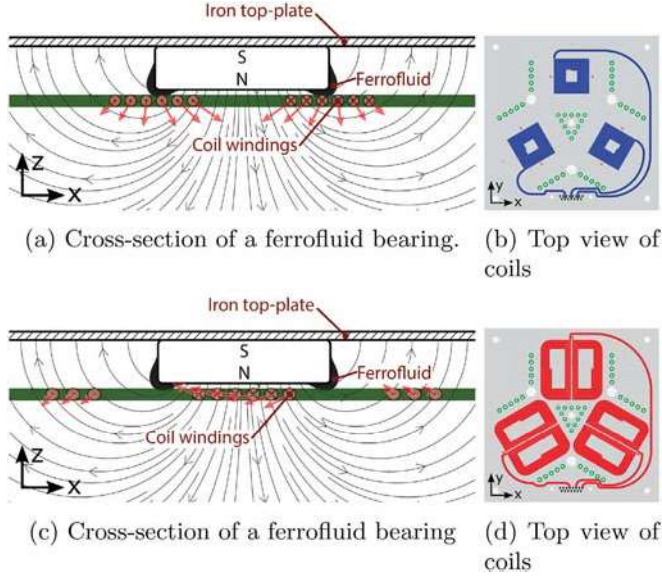 Iron top-plate
S
N
Ferrofluid
Coil windings
z
x
y
x
(a) Cross-section of a ferrofluid bearing.
(b) Top view of
coils
Iron top-plate
S
N
Ferrofluid
Coil windings
z
x
y
x
(c) Cross-section of a ferrofluid bearing
(d) Top view of
coils